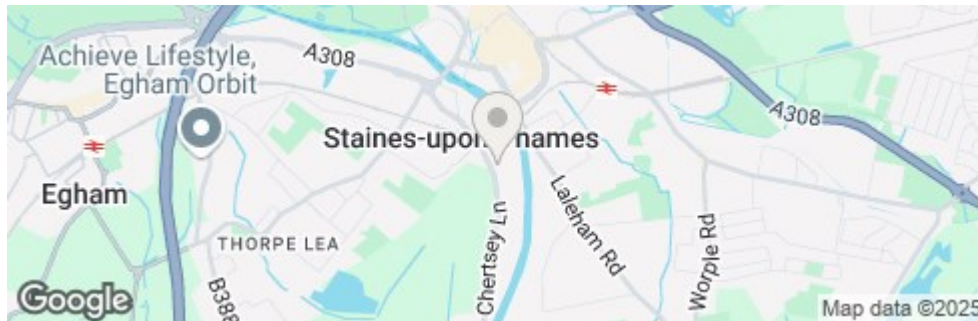 Achieve Lifestyle,
Egham Orbit
A308
A308
Staines-upon
names
Egham
THORPE LEA
Chertsey Ln
Laleham Rd
Worple Rd
B388
Google
Map data ©2025